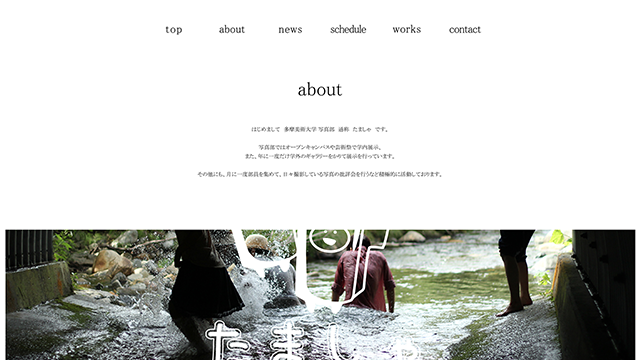 top about news schedule works contact
about
はじめまして 多摩美術大学 写真部 通称 たましゃ です。
写真部ではオープンキャンパスや芸術祭で学内展示、
また、年に一度だけ学外のギャラリーをかりて展示を行っています。
その他にも、月に一度部員を集めて、日々撮影している写真の批評会を行うなど積極的に活動しております。
たましゃ